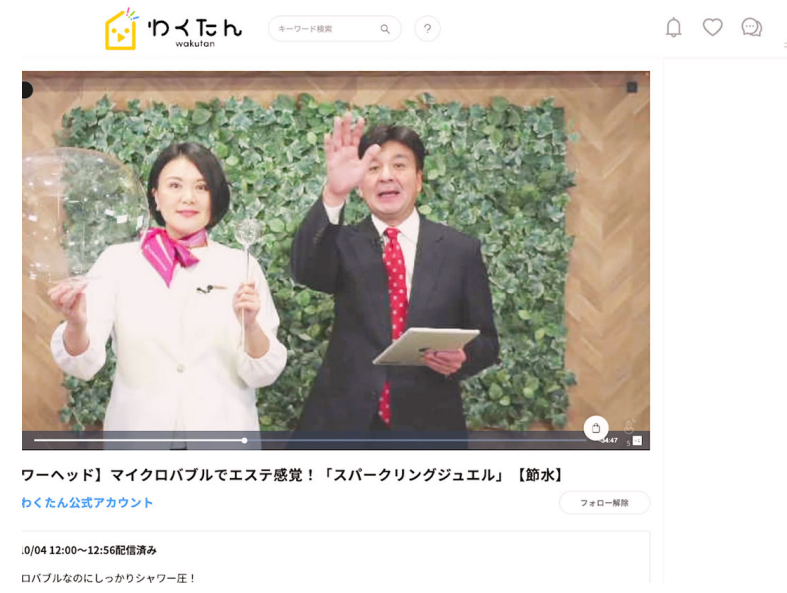 わくたん
wakutan
キーワード検索
?
34:47
5
ワーヘッド】マイクロバブルでエステ感覚！「スパークリングジュエル」【節水】
わくたん公式アカウント
フォロー解除
10/04 12:00〜12:56配信済み
ロバブルなのにしっかりシャワー圧！